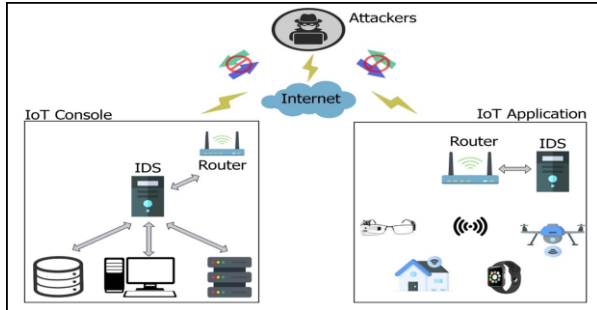 Attackers
Internet
IoT Console
IoT Application
Router
IDS
Router
IDS